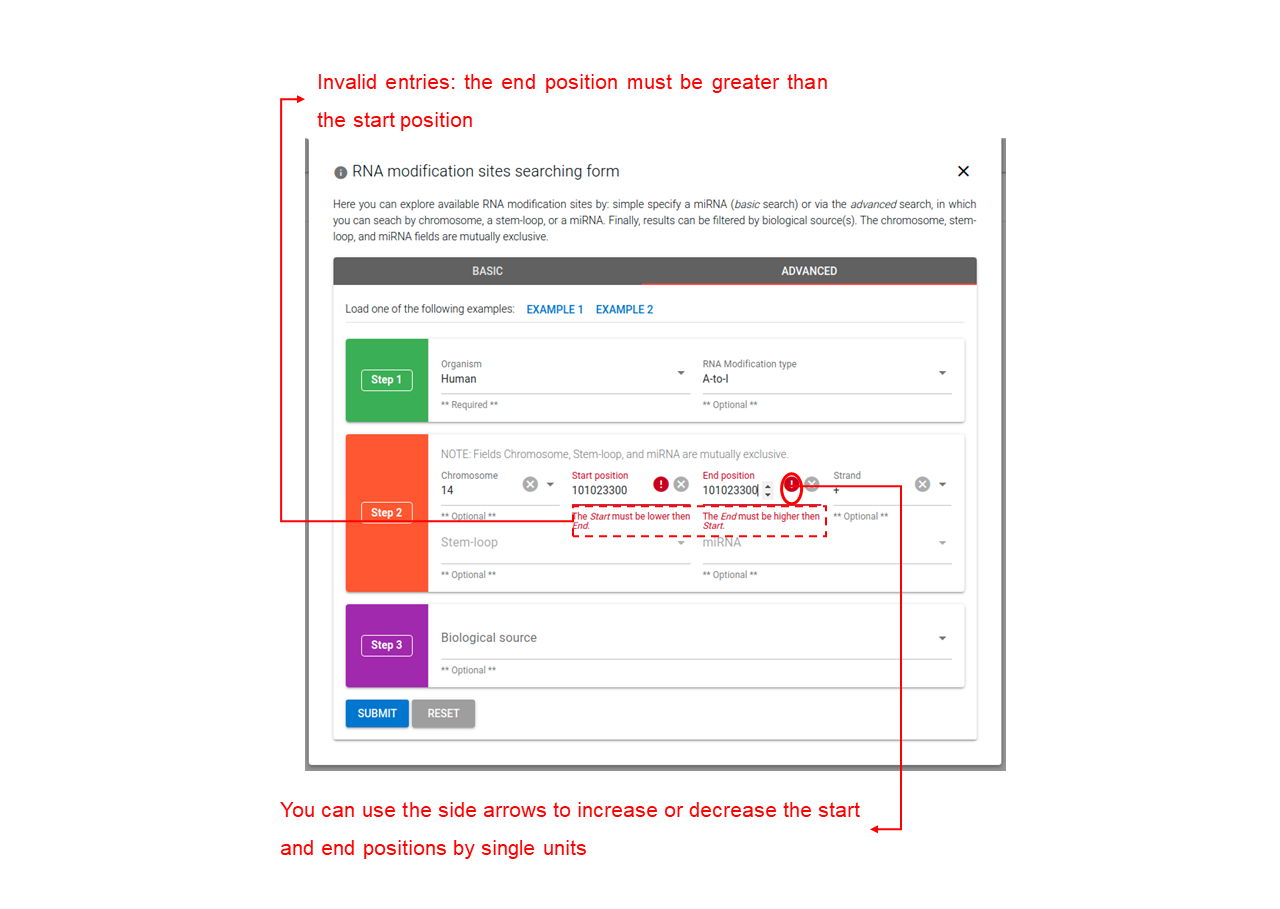 Invalid entries: the end position must be greater than
the start position
RNA modification sites searching form
Here you can explore available RNA modification sites by: simple specify a miRNA (basic search) or via the advanced search, in which
you can seach by chromosome, a stem-loop, or a miRNA. Finally, results can be filtered by biological source(s). The chromosome, stem-
loop, and miRNA fields are mutually exclusive.
BASIC ADVANCED
Load one of the following examples: EXAMPLE 1 EXAMPLE 2
Step 1
Organism RNA Modification type
Human A-to-I
** Required ** ** Optional **
Step 2
NOTE: Fields Chromosome, Stem-loop, and miRNA are mutually exclusive.
Chromosome Start position End position Strand
14 101023300 101023300 +
** Optional ** The Start must be lower then The End must be higher then ** Optional **
End. Start.
Stem-loop miRNA
** Optional ** ** Optional **
Step 3
Biological source
** Optional **
SUBMIT RESET
You can use the side arrows to increase or decrease the start
and end positions by single units